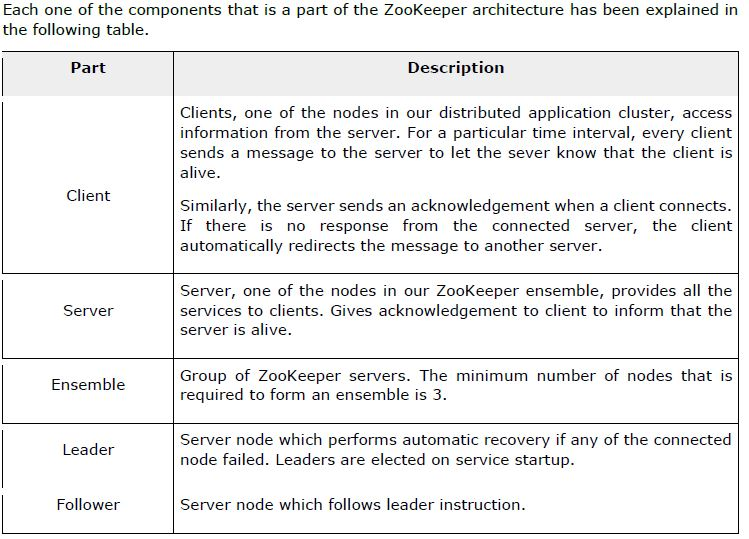 Each one of the components that is a part of the ZooKeeper architecture has been explained in
the following table.
Part
Description
Client
Clients, one of the nodes in our distributed application cluster, access
information from the server. For a particular time interval, every client
sends a message to the server to let the sever know that the client is
alive.
Similarly, the server sends an acknowledgement when a client connects.
If there is no response from the connected server, the client
automatically redirects the message to another server.
Server
Server, one of the nodes in our ZooKeeper ensemble, provides all the
services to clients. Gives acknowledgement to client to inform that the
server is alive.
Ensemble
Group of ZooKeeper servers. The minimum number of nodes that is
required to form an ensemble is 3.
Leader
Server node which performs automatic recovery if any of the connected
node failed. Leaders are elected on service startup.
Follower
Server node which follows leader instruction.